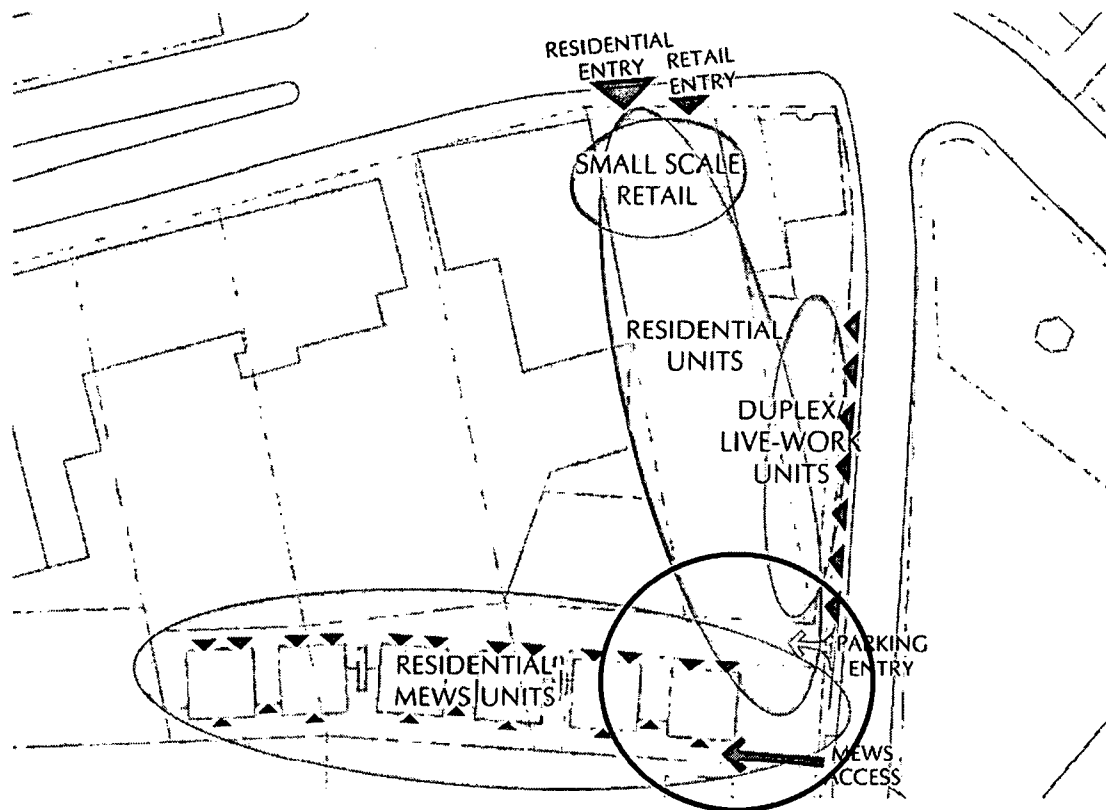 RESIDENTIAL
ENTRY
RETAIL
ENTRY
SMALL SCALE
RETAIL
RESIDENTIAL
UNITS
DUPLEX/
LIVE-WORK
UNITS
PARKING
ENTRY
RESIDENTIAL
MEWS UNITS
MEWS
ACCESS